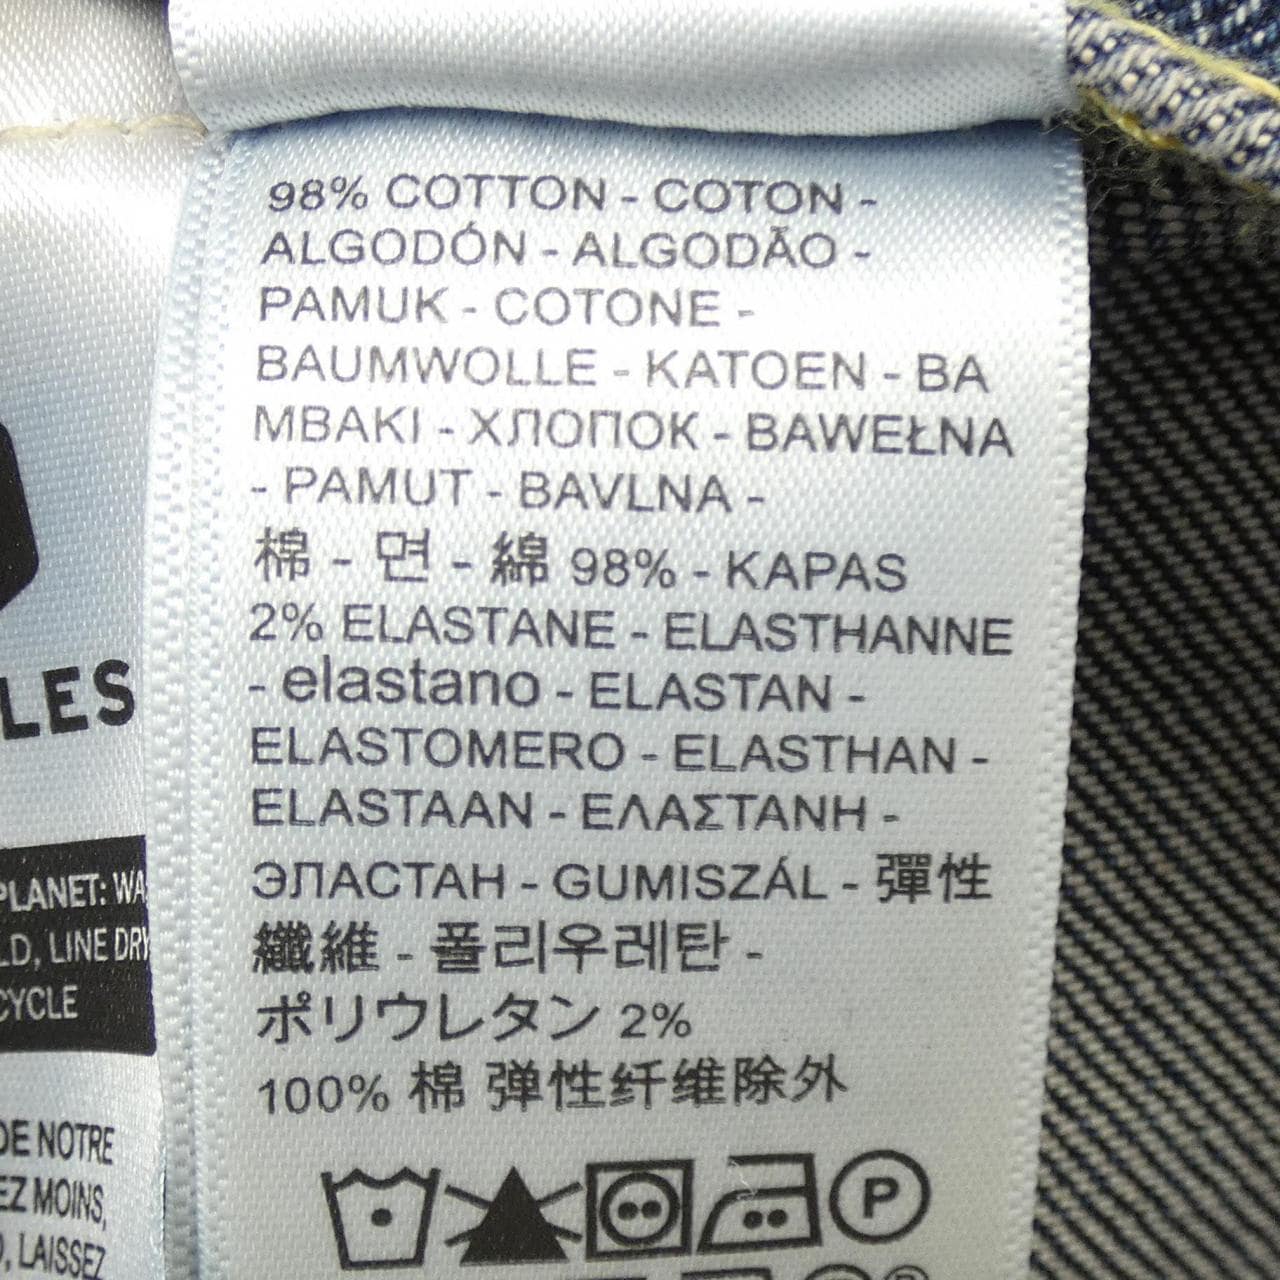 98% COTTON - COTON -
ALGODÓN - ALGODÃO -
PAMUK - COTONE -
BAUMWOLLE - KATOEN - BA
MBAKI - ХЛОПОК - BAWEŁNA
- PAMUT - BAVLNA -
棉 - 면 - 綿 98% - KAPAS
2% ELASTANE - ELASTHANNE
- elastano - ELASTAN -
ELASTOMERO - ELASTHAN -
ELASTAAN - ΕΛΑΣΤΑΝΗ -
ЭЛАСТАН - GUMISZÁL - 彈性
纖維 - 폴리우레탄 -
ポリウレタン 2%
100% 棉 弹性纤维除外
P
LES
PLANET: WA
LD, LINE DRY
CYCLE
DE NOTRE
EZ MOINS,
LAISSEZ